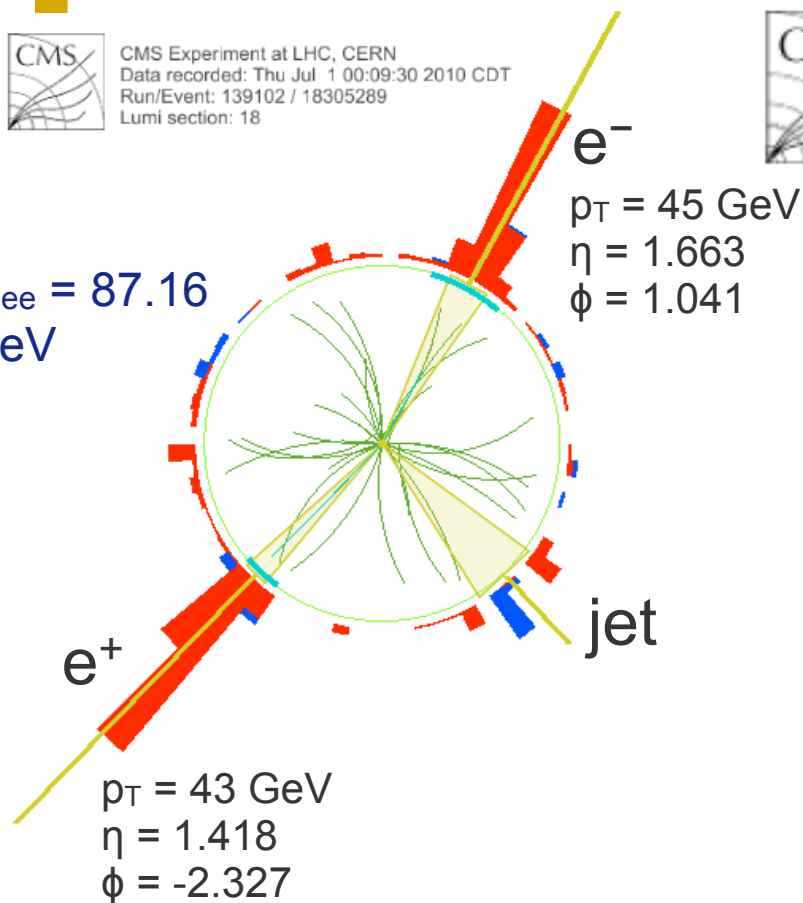 CMS
CMS Experiment at LHC, CERN
Data recorded: Thu Jul 1 00:09:30 2010 CDT
Run/Event: 139102 / 18305289
Lumi section: 18
e⁻
pT = 45 GeV
η = 1.663
ϕ = 1.041
ee = 87.16
eV
jet
e⁺
pT = 43 GeV
η = 1.418
ϕ = -2.327